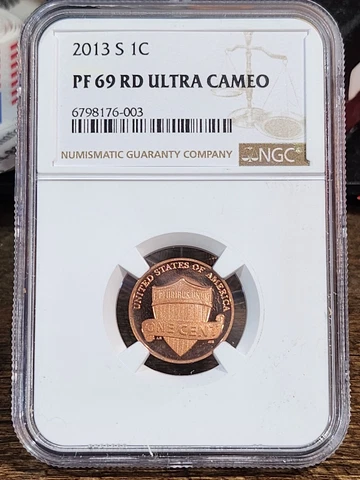 2013 S 1C
PF 69 RD ULTRA CAMEO
6798176-003
NUMISMATIC GUARANTY COMPANY NGC
UNITED STATES OF AMERICA
E PLURIBUS UNUM
ONE CENT